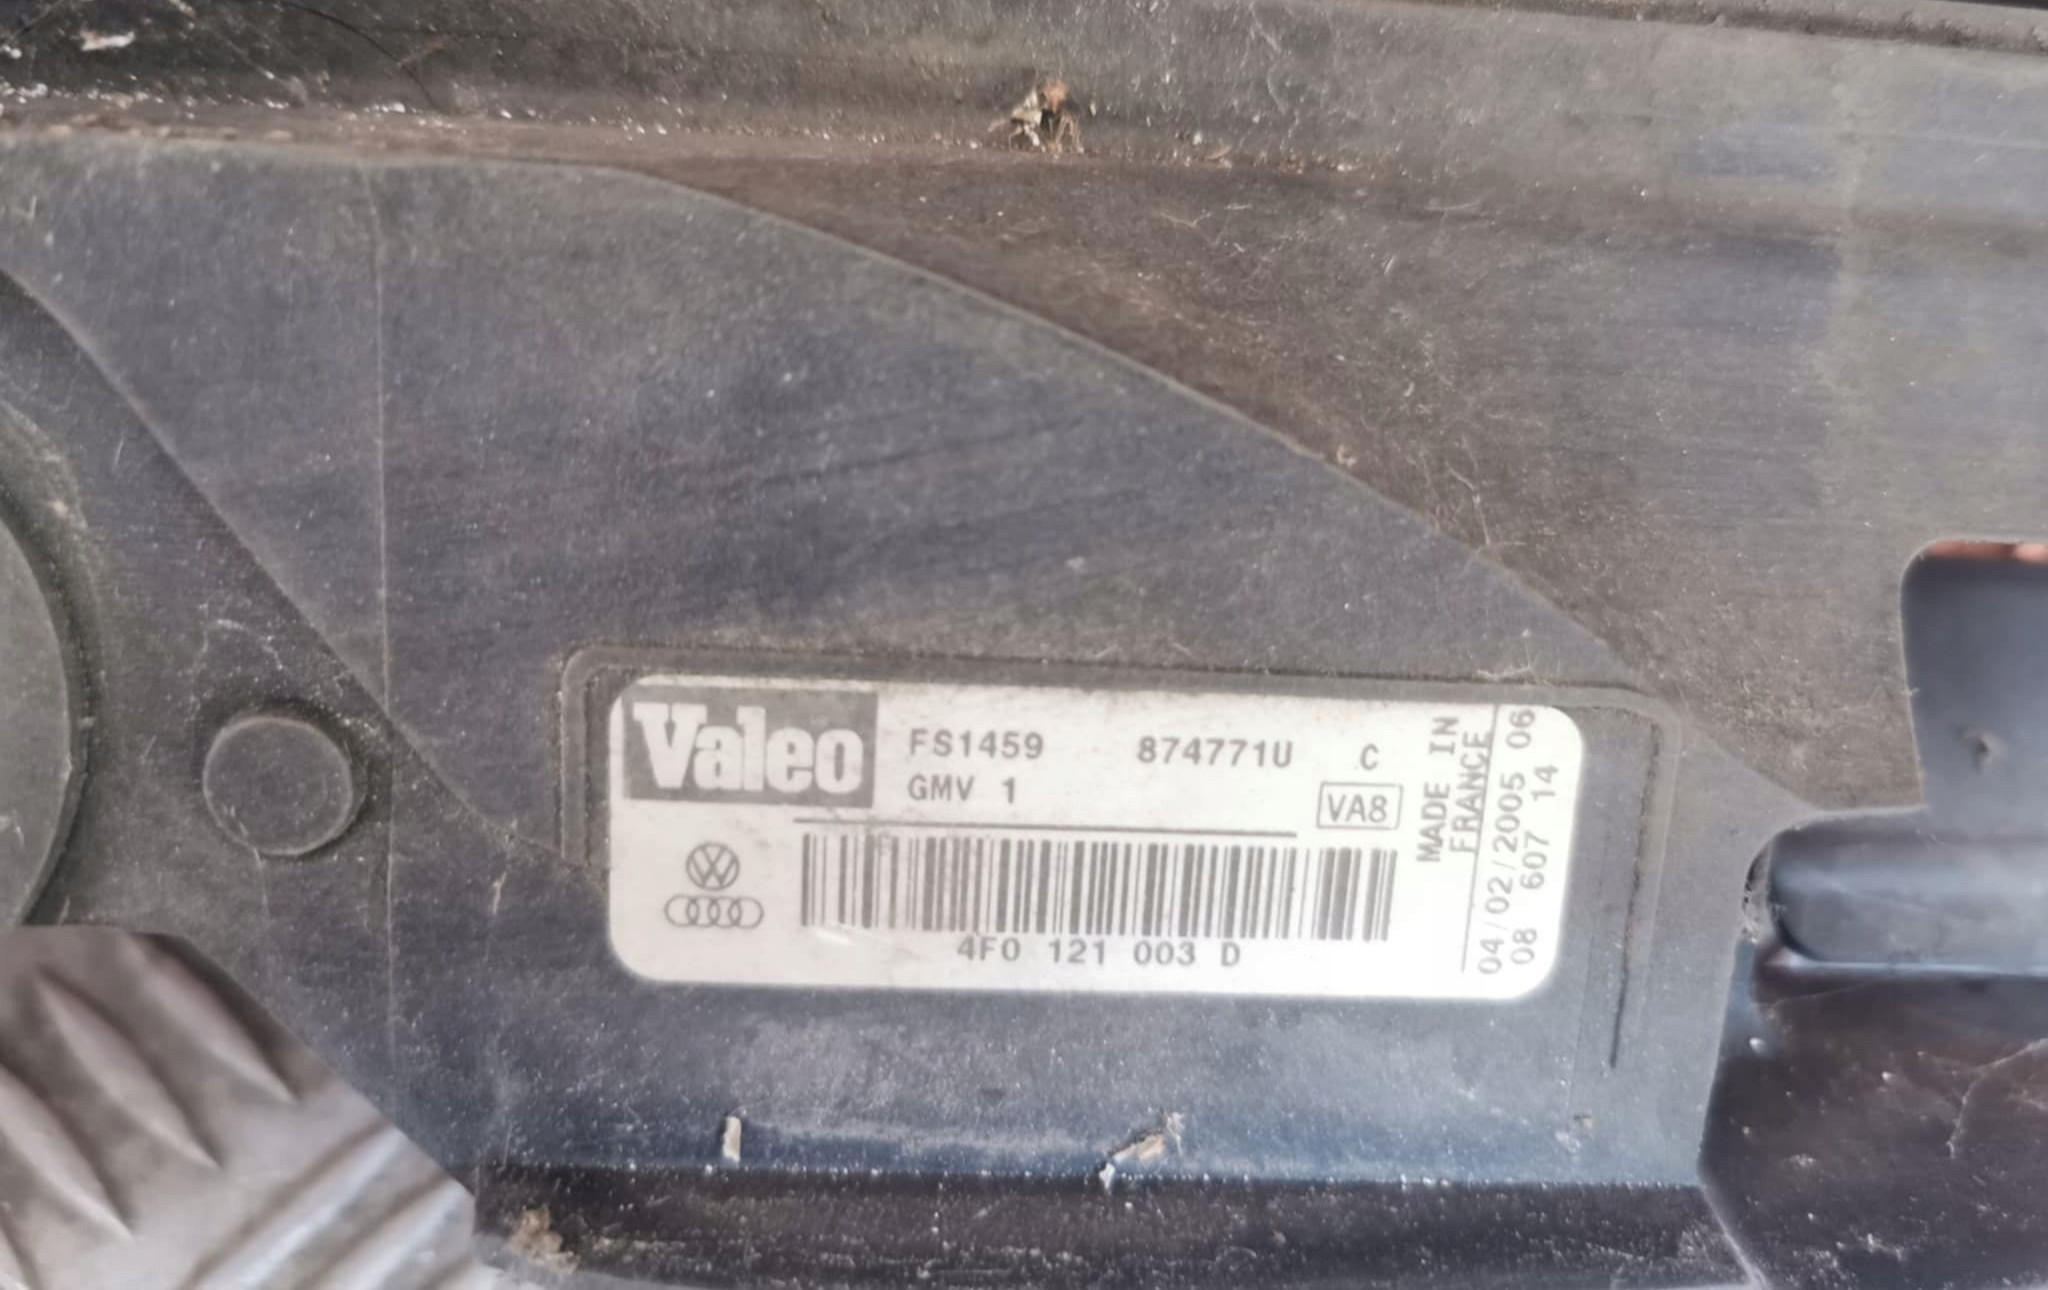 Valeo
FS1459 874771U C
GMV 1
VA8
4F0 121 003 D
MADE IN
FRANCE
04/02/2005 06
08 607 14